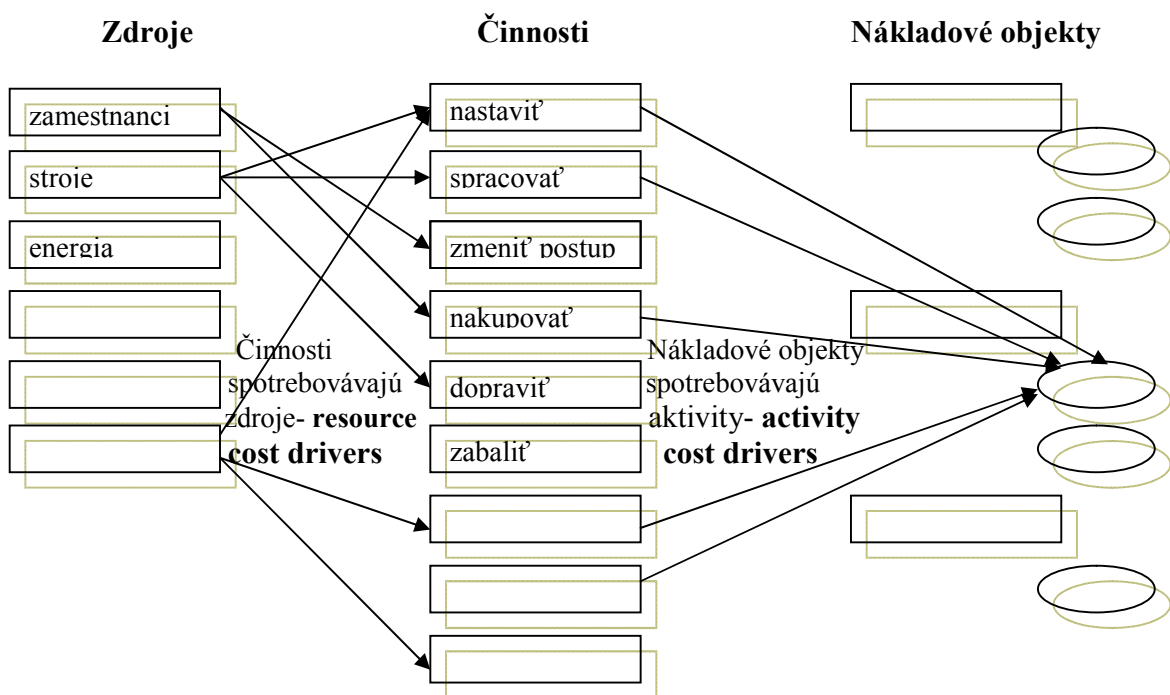 Zdroje
Činnosti
Nákladové objekty
zamestnanci
stroje
energia
nastaviť
spracovať
zmeniť postup
nakupovať
dopraviť
zabaliť
Činnosti
spotrebovávajú
zdroje- resource
cost drivers
Nákladové objekty
spotrebovávajú
aktivity- activity
cost drivers